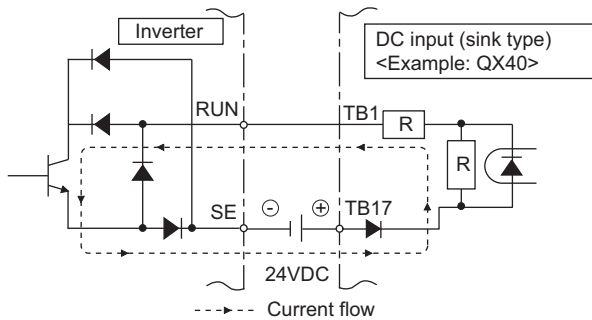 Inverter
DC input (sink type)
<Example: QX40>
RUN
TB1
R
R
SE
⊖
⊕
TB17
24VDC
Current flow